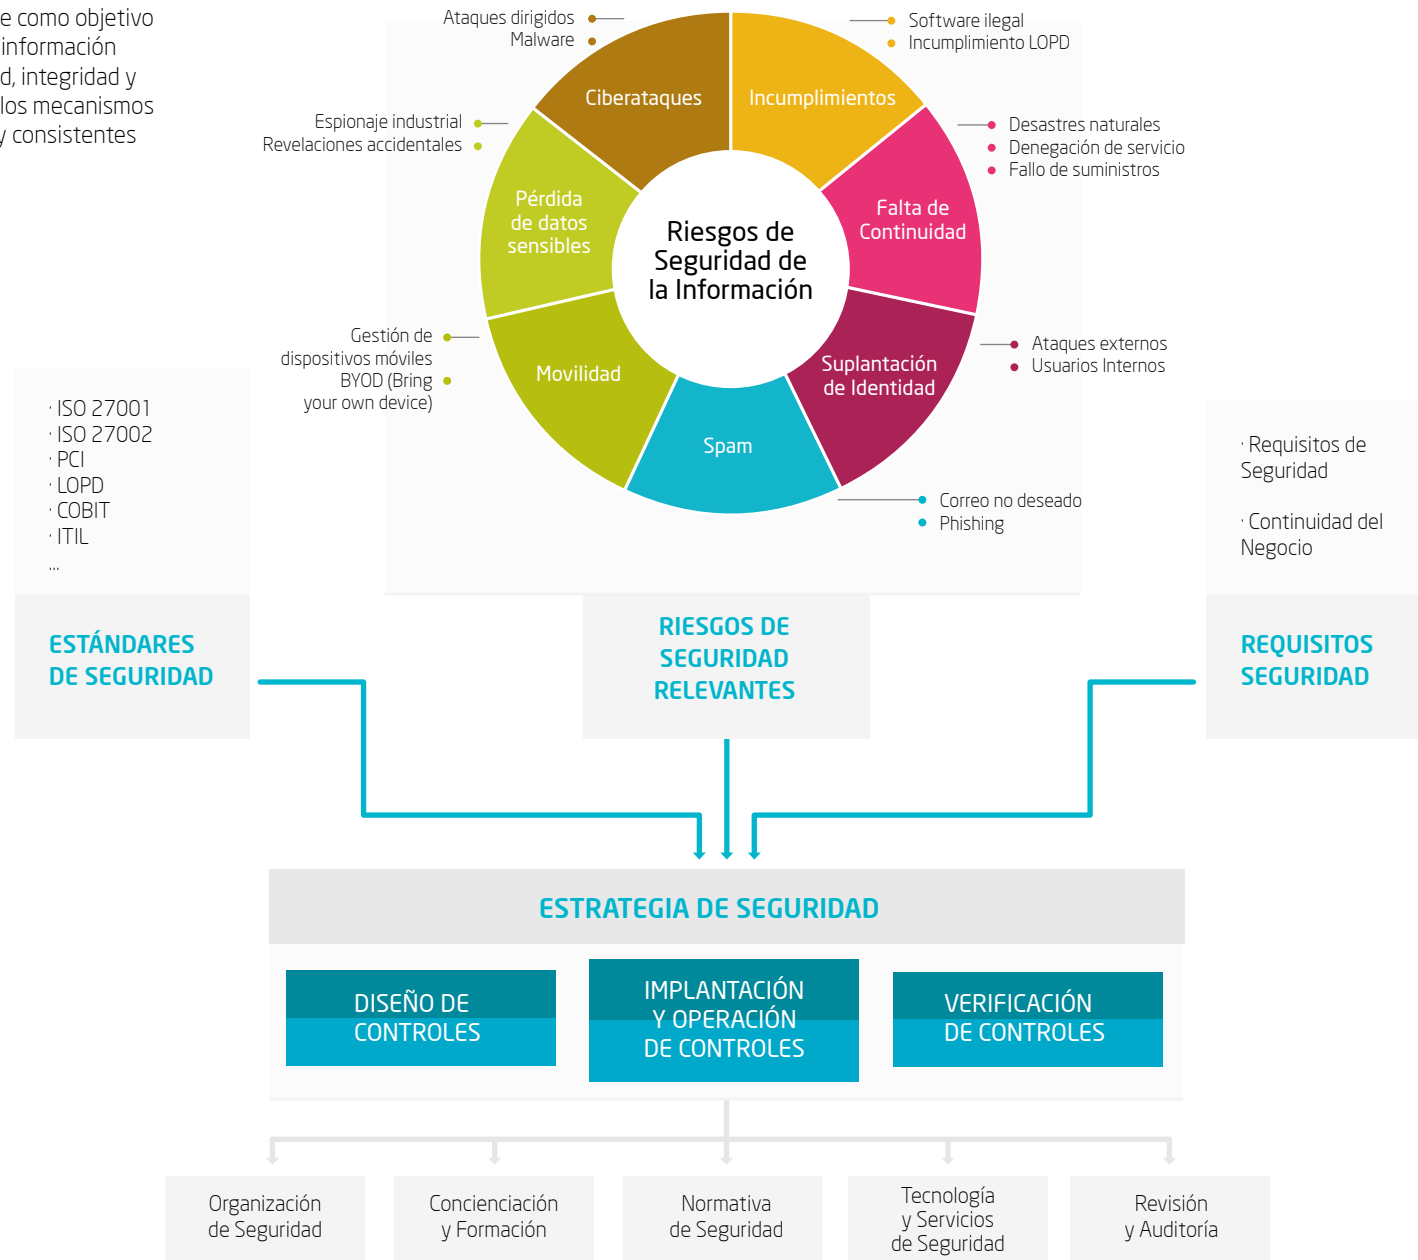 e como objetivo
información
d, integridad y
los mecanismos
y consistentes
Ataques dirigidos
Malware
Software ilegal
Incumplimiento LOPD
Ciberataques
Incumplimientos
Espionaje industrial
Revelaciones accidentales
Desastres naturales
Denegación de servicio
Fallo de suministros
Pérdida
de datos
sensibles
Falta de
Continuidad
Riesgos de
Seguridad de
la Información
Gestión de
dispositivos móviles
BYOD (Bring
your own device)
Movilidad
Suplantación
de Identidad
Ataques externos
Usuarios Internos
Spam
Correo no deseado
Phishing
· ISO 27001
· ISO 27002
· PCI
· LOPD
· COBIT
· ITIL
...
· Requisitos de
Seguridad
· Continuidad del
Negocio
ESTÁNDARES
DE SEGURIDAD
RIESGOS DE
SEGURIDAD
RELEVANTES
REQUISITOS
SEGURIDAD
ESTRATEGIA DE SEGURIDAD
DISEÑO DE
CONTROLES
IMPLANTACIÓN
Y OPERACIÓN
DE CONTROLES
VERIFICACIÓN
DE CONTROLES
Organización
de Seguridad
Concienciación
y Formación
Normativa
de Seguridad
Tecnología
y Servicios
de Seguridad
Revisión
y Auditoría